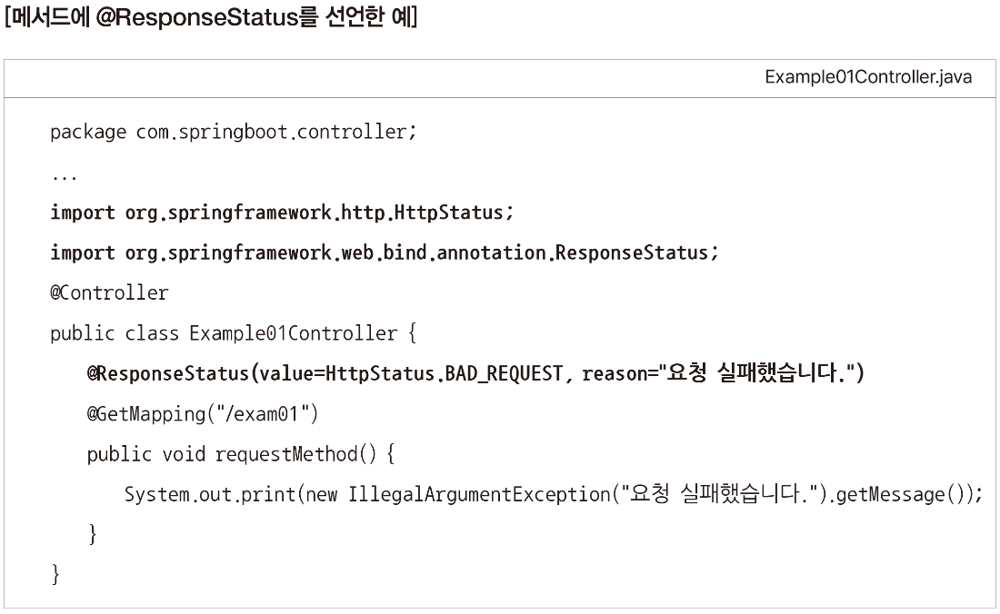 [메서드에 @ResponseStatus를 선언한 예]
Example01Controller.java
package com.springboot.controller;
...
import org.springframework.http.HttpStatus;
import org.springframework.web.bind.annotation.ResponseStatus;
@Controller
public class Example01Controller {
@ResponseStatus(value=HttpStatus.BAD_REQUEST, reason="요청 실패했습니다.")
@GetMapping("/exam01")
public void requestMethod() {
System.out.print(new IllegalArgumentException("요청 실패했습니다.").getMessage());
}
}